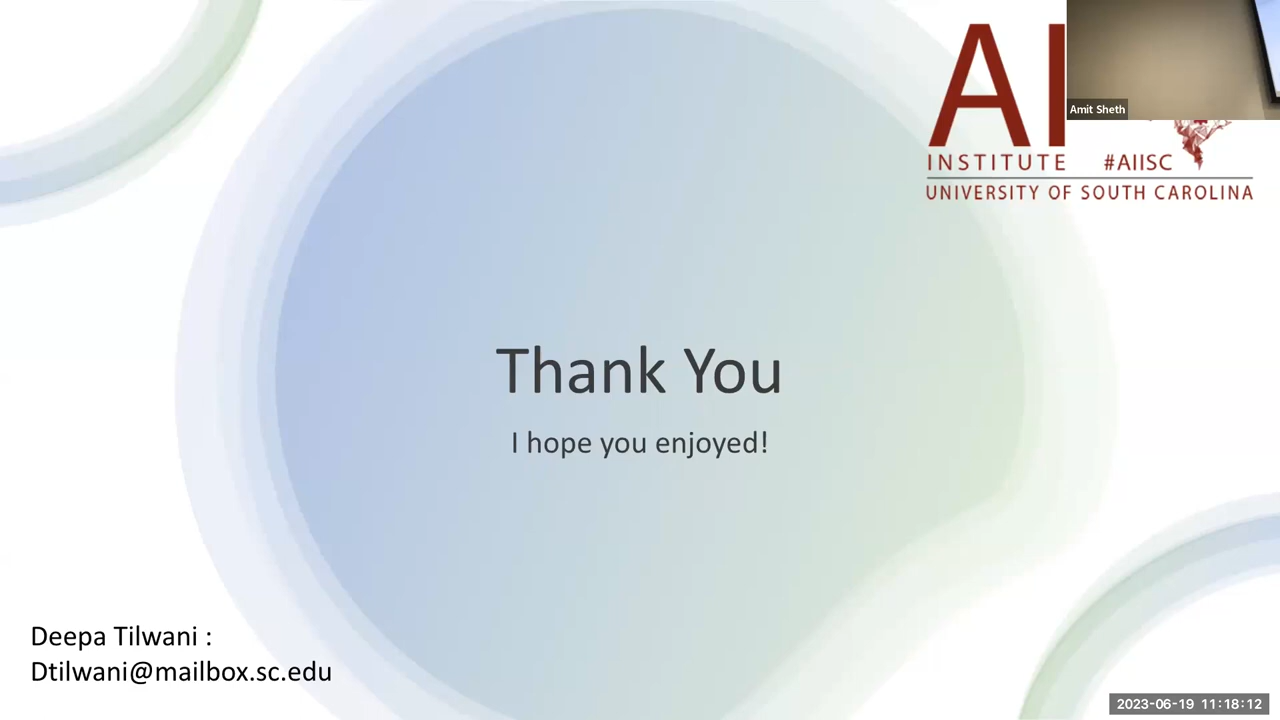 AI
Amit Sheth
INSTITUTE #AIISC
UNIVERSITY OF SOUTH CAROLINA
Thank You
I hope you enjoyed!
Deepa Tilwani :
Dtilwani@mailbox.sc.edu
2023-06-19 11:18:12